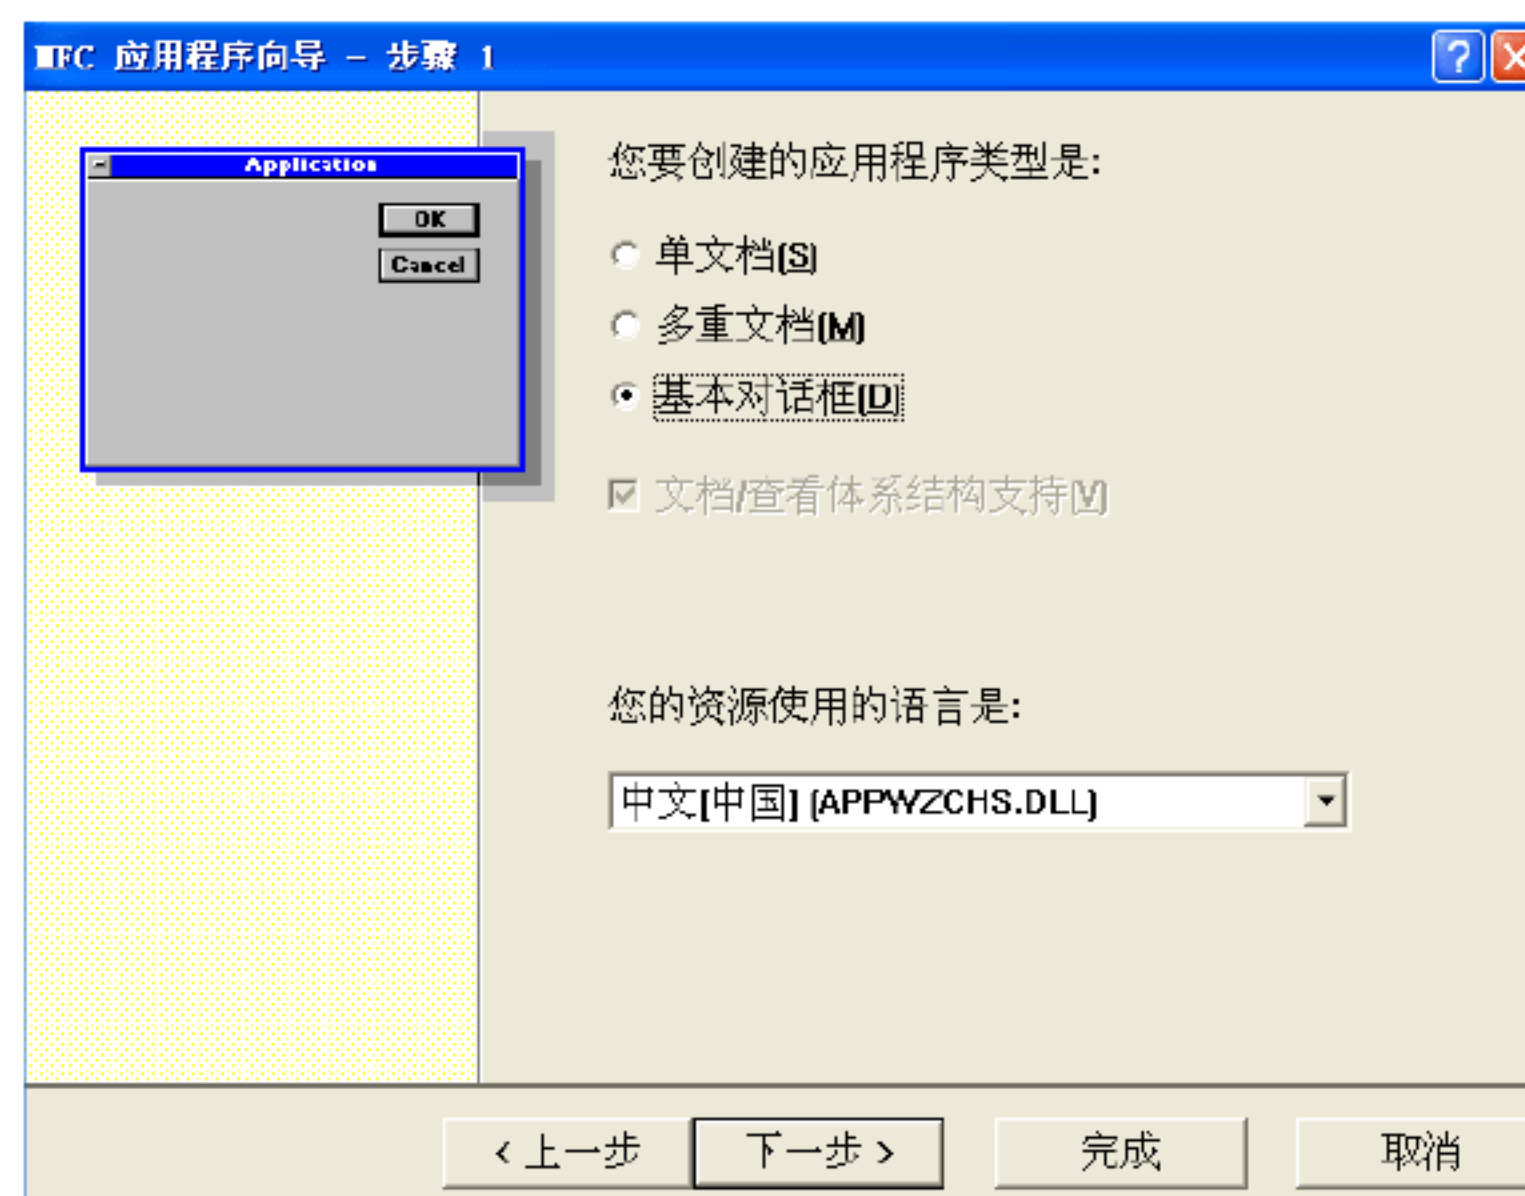 MFC 应用程序向导 - 步骤 1
Application
OK
Cancel
您要创建的应用程序类型是:
单文档(S)
多重文档(M)
基本对话框(D)
文档/查看体系结构支持(V)
您的资源使用的语言是:
中文[中国] (APPWZCHS.DLL)
< 上一步
下一步 >
完成
取消